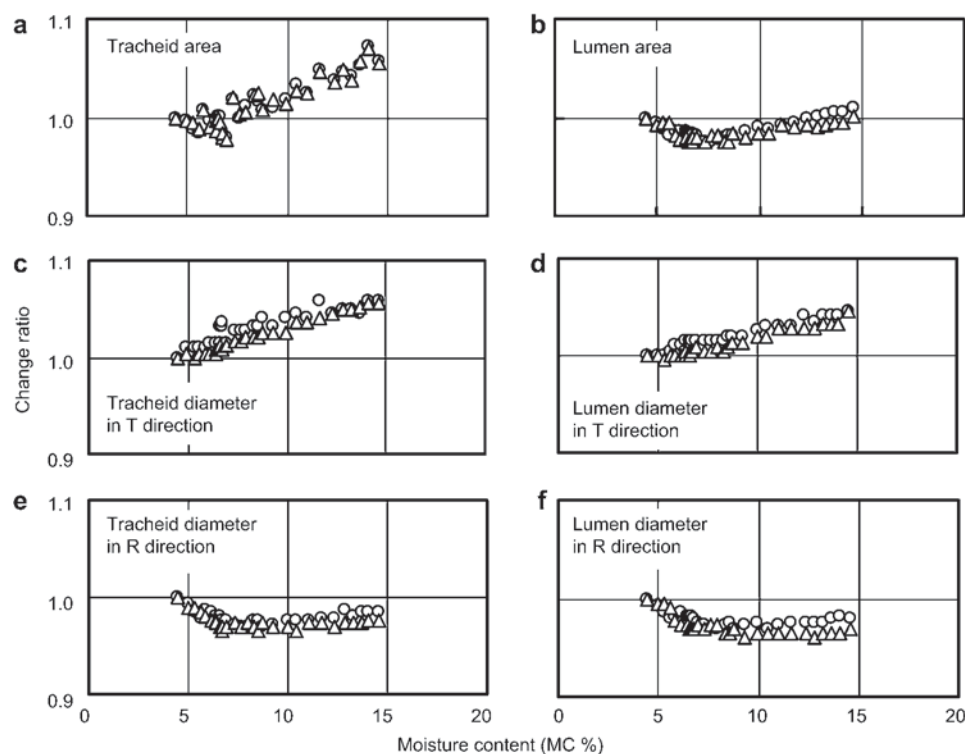 a
Tracheid area
1.1
1.0
0.9
b
Lumen area
c
1.1
1.0
0.9
Tracheid diameter
in T direction
d
Lumen diameter
in T direction
Change ratio
e
1.1
1.0
0.9
Tracheid diameter
in R direction
f
Lumen diameter
in R direction
0 5 10 15 20
0 5 10 15 20
Moisture content (MC %)